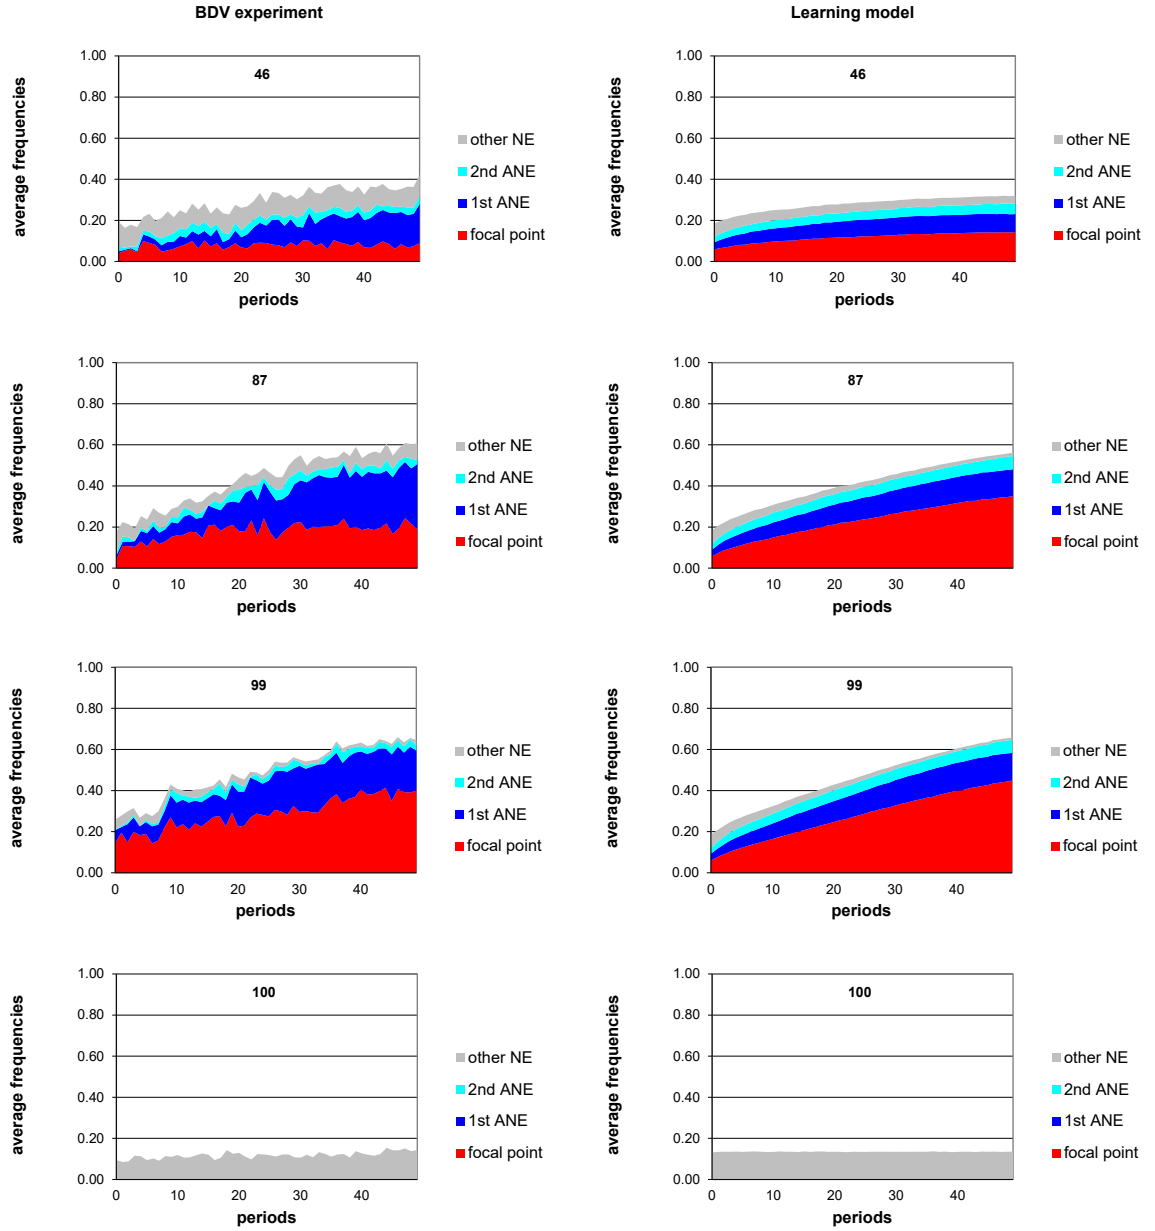 BDV experiment
Learning model
average frequencies
1.00
0.80
0.60
0.40
0.20
0.00
46
0 10 20 30 40
periods
other NE
2nd ANE
1st ANE
focal point
average frequencies
1.00
0.80
0.60
0.40
0.20
0.00
46
0 10 20 30 40
periods
other NE
2nd ANE
1st ANE
focal point
average frequencies
1.00
0.80
0.60
0.40
0.20
0.00
87
0 10 20 30 40
periods
other NE
2nd ANE
1st ANE
focal point
average frequencies
1.00
0.80
0.60
0.40
0.20
0.00
87
0 10 20 30 40
periods
other NE
2nd ANE
1st ANE
focal point
average frequencies
1.00
0.80
0.60
0.40
0.20
0.00
99
0 10 20 30 40
periods
other NE
2nd ANE
1st ANE
focal point
average frequencies
1.00
0.80
0.60
0.40
0.20
0.00
99
0 10 20 30 40
periods
other NE
2nd ANE
1st ANE
focal point
average frequencies
1.00
0.80
0.60
0.40
0.20
0.00
100
0 10 20 30 40
periods
other NE
2nd ANE
1st ANE
focal point
average frequencies
1.00
0.80
0.60
0.40
0.20
0.00
100
0 10 20 30 40
periods
other NE
2nd ANE
1st ANE
focal point